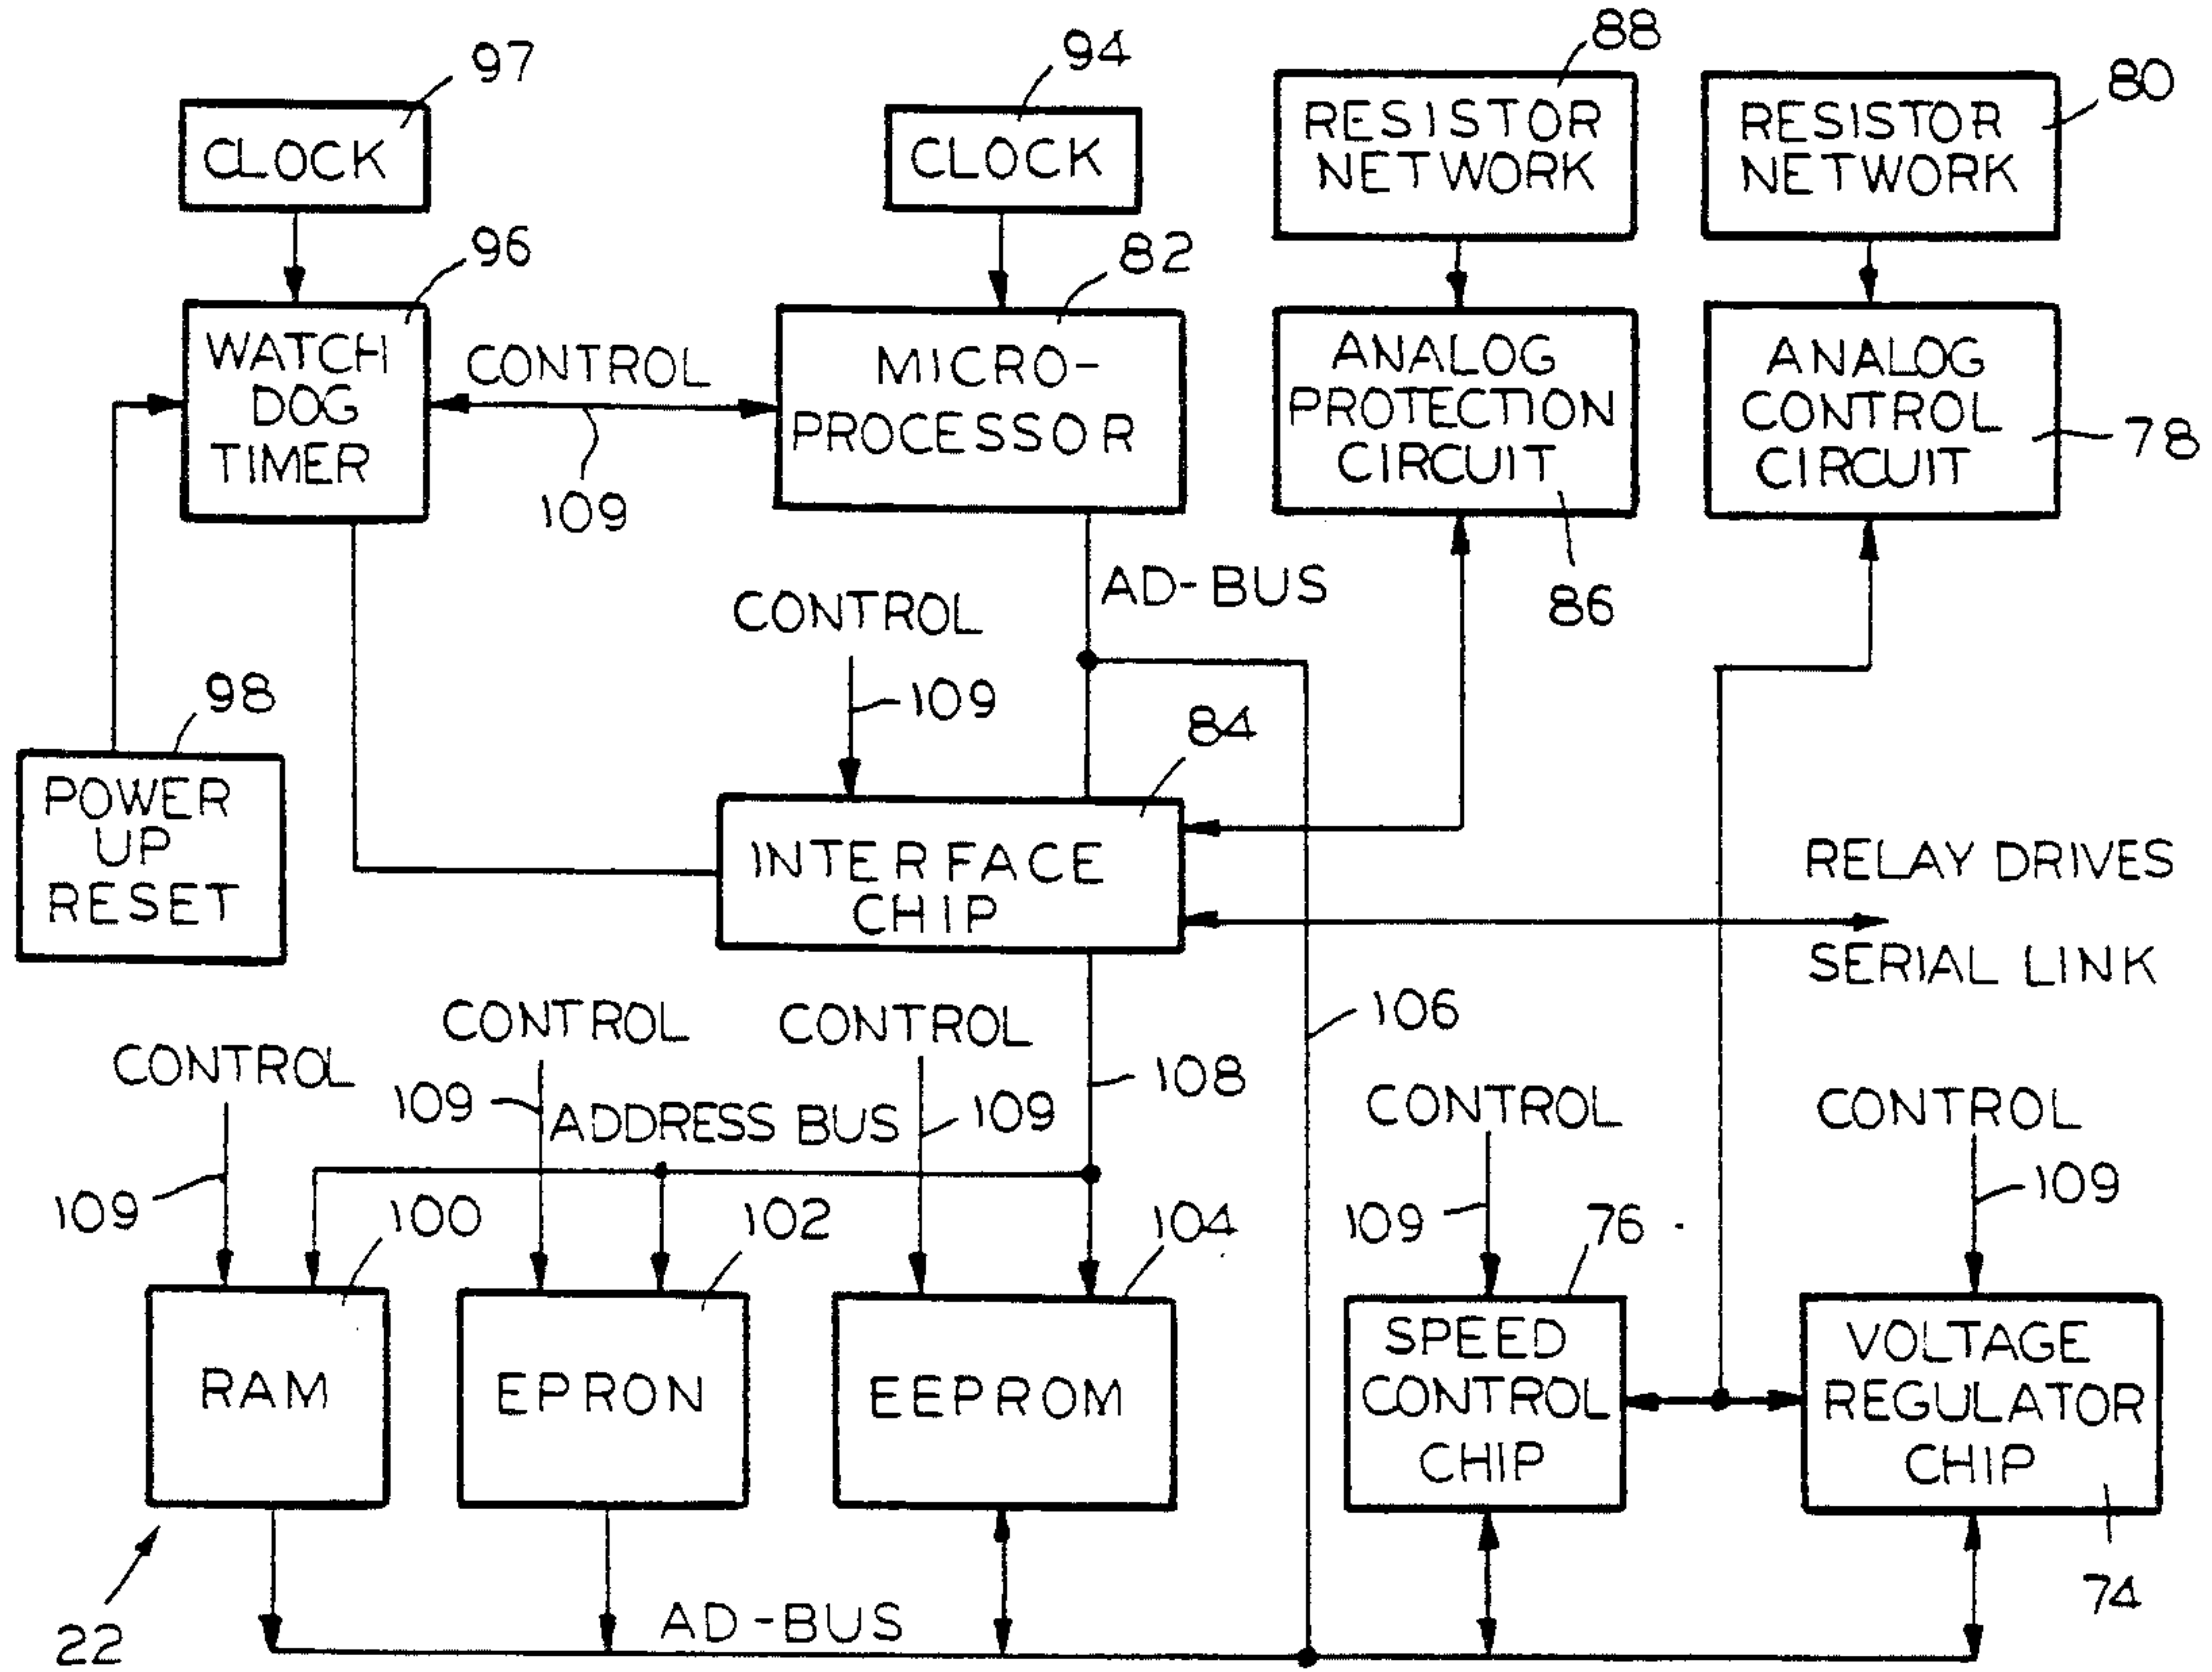 97
94
88
80
CLOCK
CLOCK
RESISTOR
NETWORK
RESISTOR
NETWORK
96
82
WATCH
DOG
TIMER
CONTROL
109
MICRO-
PROCESSOR
ANALOG
PROTECTION
CIRCUIT
86
ANALOG
CONTROL
CIRCUIT
78
AD-BUS
CONTROL
109
98
POWER
UP
RESET
84
INTERFACE
CHIP
RELAY DRIVES
SERIAL LINK
106
108
CONTROL
109
CONTROL
109
CONTROL
109
ADDRESS BUS
CONTROL
109
CONTROL
109
100
102
104
76
RAM
EPRON
EEPROM
SPEED
CONTROL
CHIP
VOLTAGE
REGULATOR
CHIP
74
22
AD-BUS